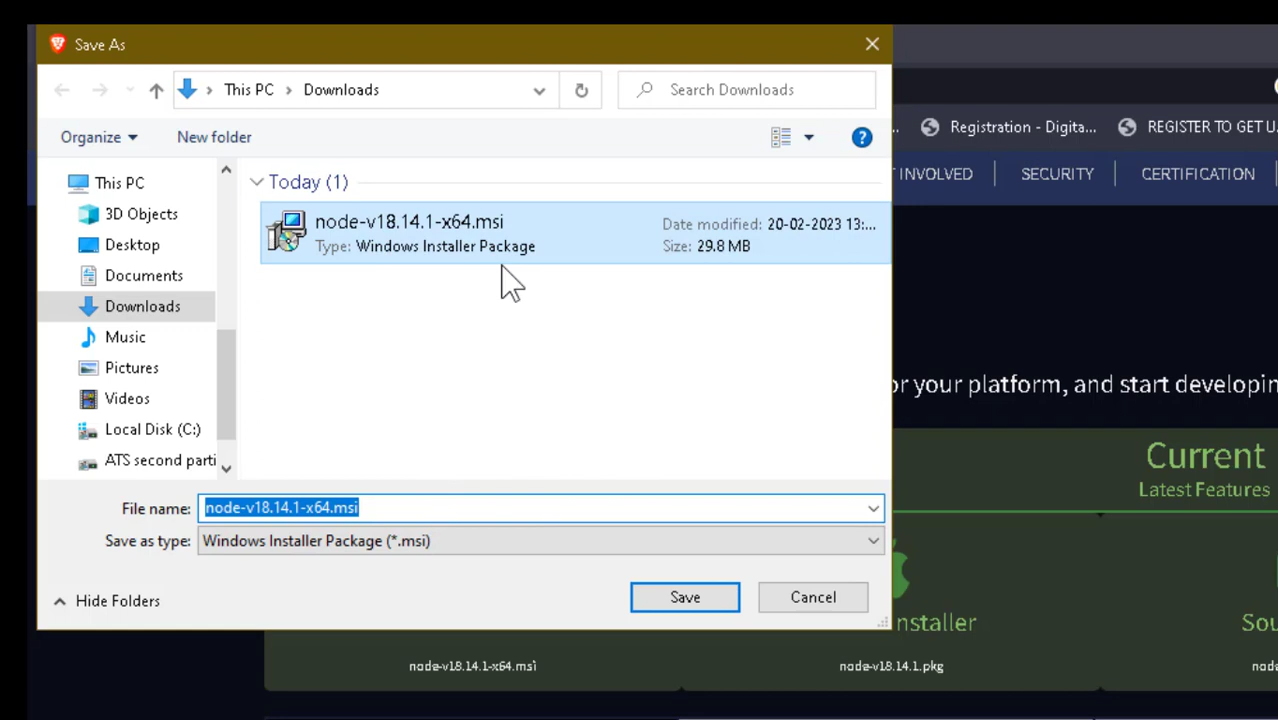 Save As
This PC > Downloads
Search Downloads
Organize
New folder
?
... Registration - Digita... REGISTER TO GET U
INVOLVED | SECURITY | CERTIFICATION
This PC
3D Objects
Desktop
Documents
Downloads
Music
Pictures
Videos
Local Disk (C:)
ATS second parti
Today (1)
node-v18.14.1-x64.msi
Type: Windows Installer Package
Date modified: 20-02-2023 13:...
Size: 29.8 MB
File name: node-v18.14.1-x64.msi
Save as type: Windows Installer Package (*.msi)
Hide Folders
Save
Cancel
or your platform, and start developin
Current
Latest Features
nstaller
Sou
node-v18.14.1-x64.msi
node-v18.14.1.pkg
node